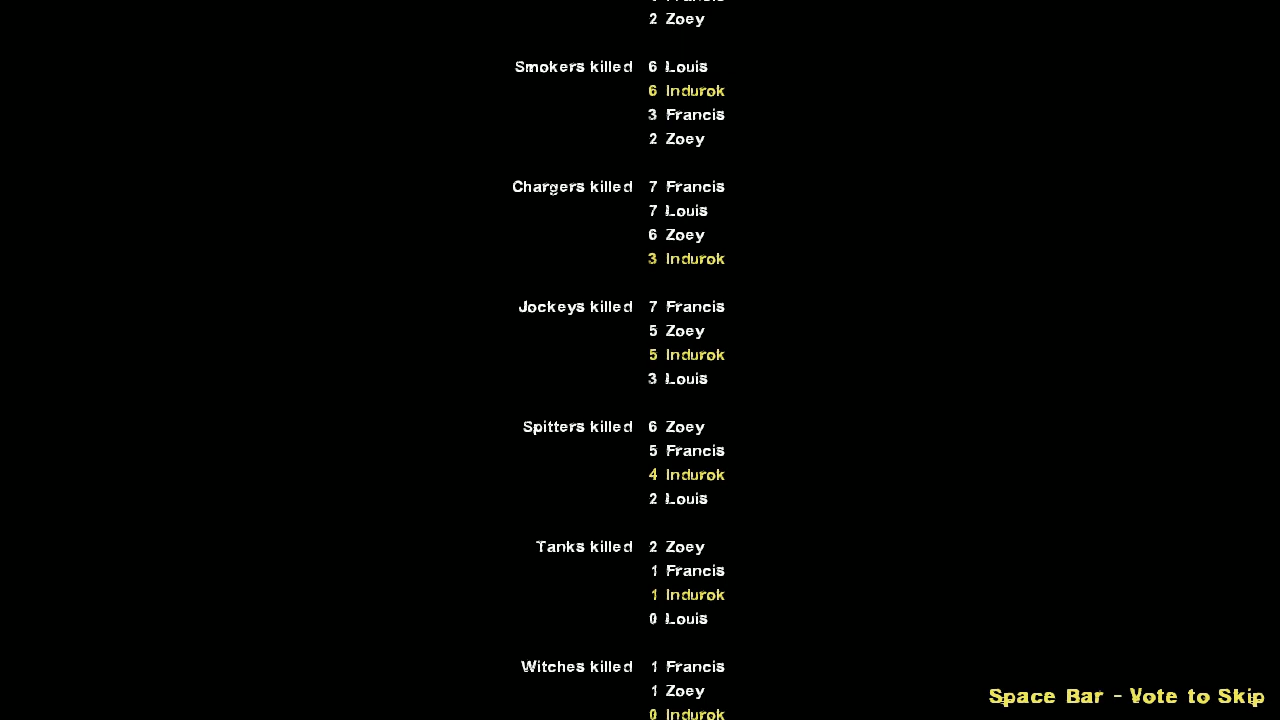 2 Zoey
Smokers killed 6 Louis
6 Indurok
3 Francis
2 Zoey
Chargers killed 7 Francis
7 Louis
6 Zoey
3 Indurok
Jockeys killed 7 Francis
5 Zoey
5 Indurok
3 Louis
Spitters killed 6 Zoey
5 Francis
4 Indurok
2 Louis
Tanks killed 2 Zoey
1 Francis
1 Indurok
0 Louis
Witches killed 1 Francis
1 Zoey
0 Indurok
Space Bar - Vote to Skip